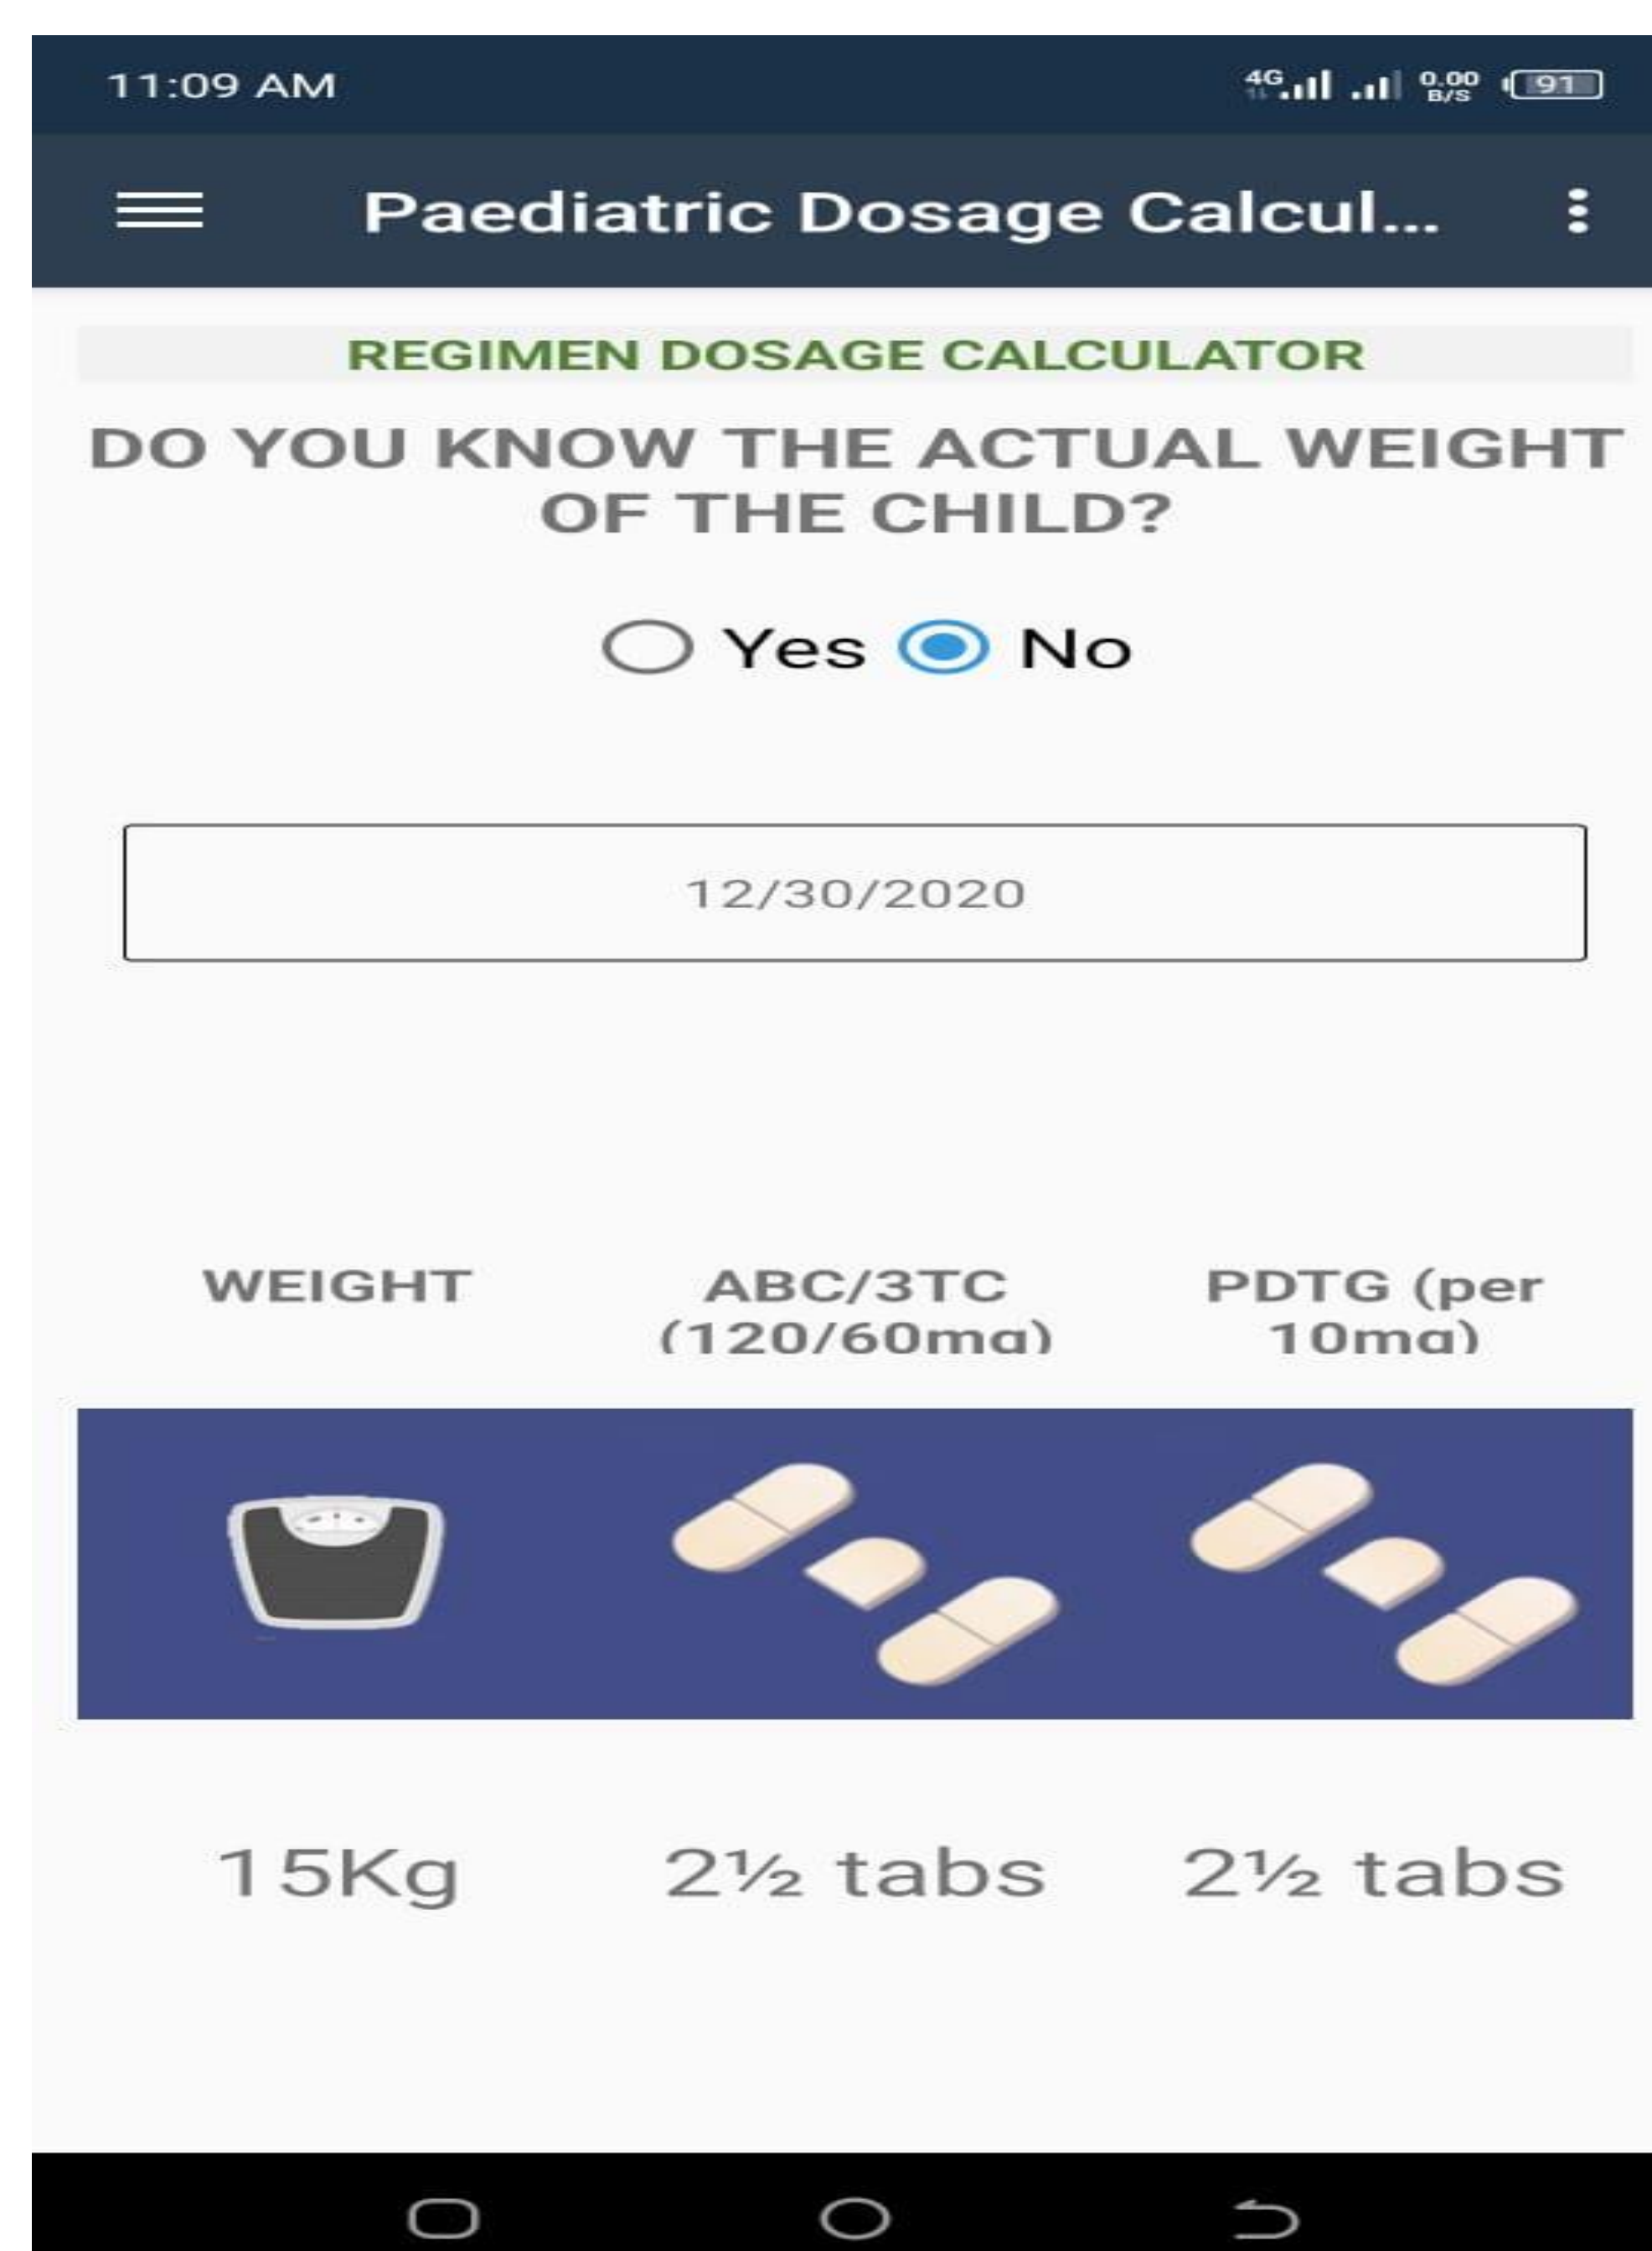 11:09 AM 4G 0.00 B/S 91
Paediatric Dosage Calcul...
REGIMEN DOSAGE CALCULATOR
DO YOU KNOW THE ACTUAL WEIGHT
OF THE CHILD?
Yes No
12/30/2020
WEIGHT ABC/3TC PDTG (per
(120/60mg) 10mg)
15Kg 2½ tabs 2½ tabs